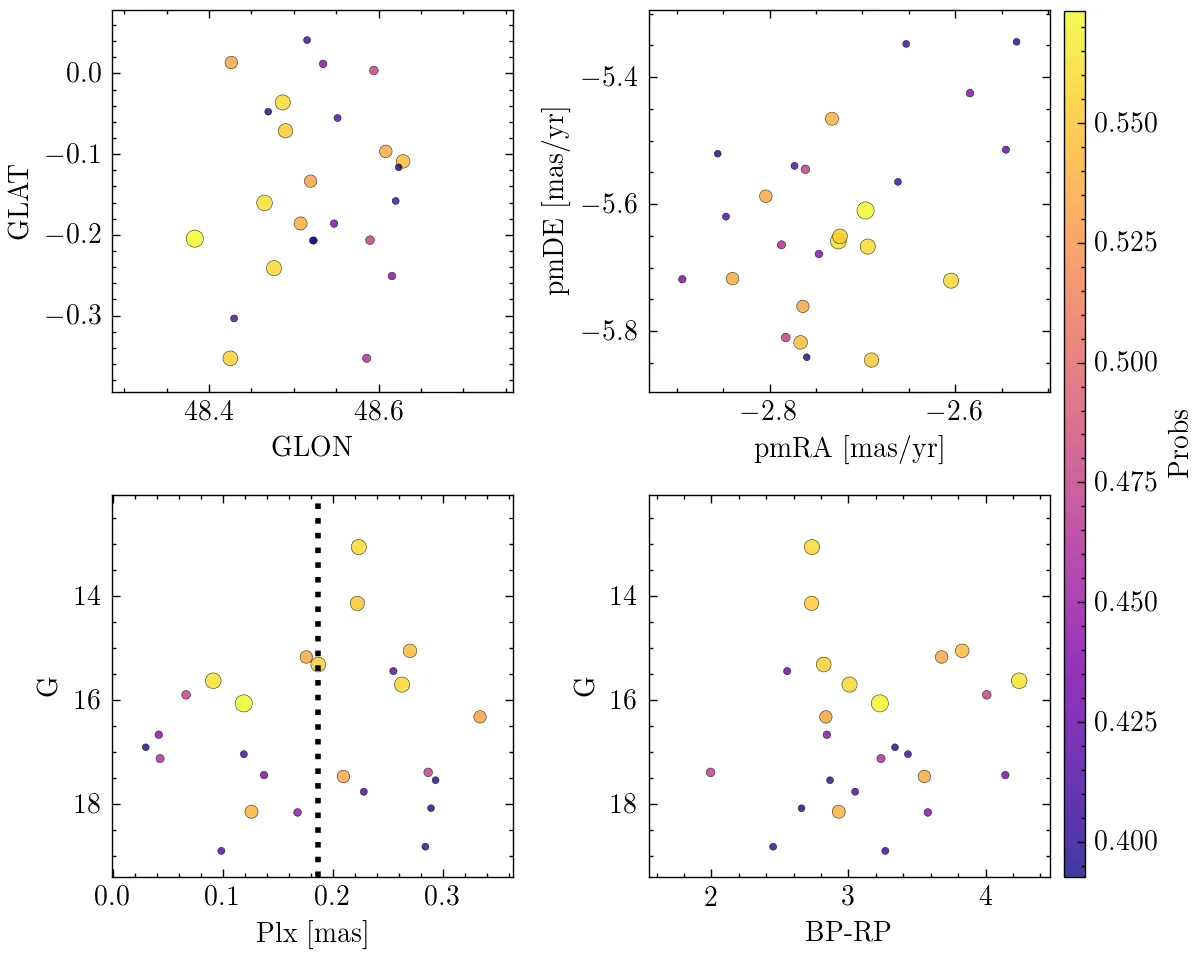 0.0
−0.1
−0.2
−0.3
GLAT
48.4 48.6
GLON
−5.4
−5.6
−5.8
pmDE [mas/yr]
−2.8 −2.6
pmRA [mas/yr]
14
16
18
G
0.0 0.1 0.2 0.3
Plx [mas]
14
16
18
G
2 3 4
BP-RP
0.550
0.525
0.500
0.475
0.450
0.425
0.400
Probs